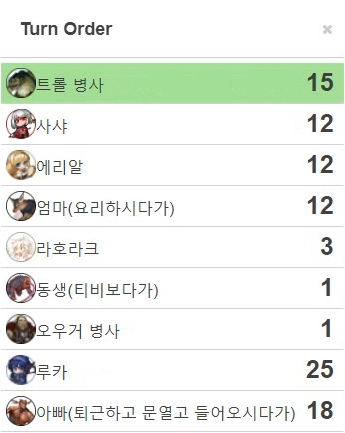 Turn Order ×
트롤 병사 15
사샤 12
에리알 12
엄마(요리하시다가) 12
라호라크 3
동생(티비보다가) 1
오우거 병사 1
루카 25
아빠(퇴근하고 문열고 들어오시다가) 18